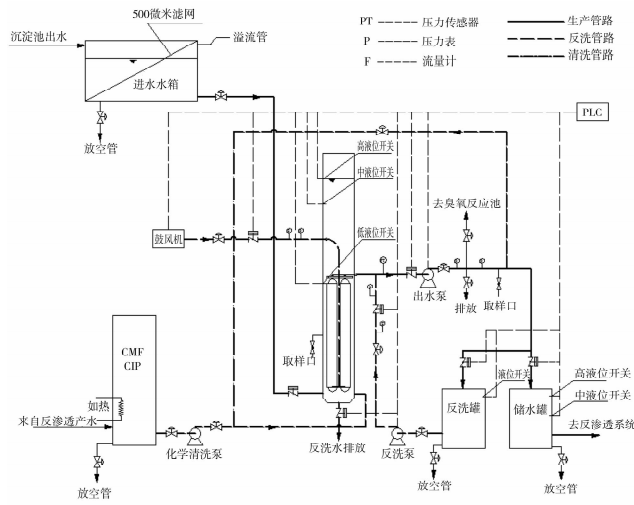 500微米滤网
沉淀池出水
溢流管
进水水箱
放空管
PT 压力传感器
P 压力表
F 流量计
生产管路
反洗管路
清洗管路
PLC
高液位开关
中液位开关
低液位开关
鼓风机
去臭氧反应池
出水泵
排放
取样口
取样口
CMF
CIP
加热
来自反渗透产水
化学清洗泵
放空管
反洗水排放
反洗泵
反洗罐
液位开关
储水罐
高液位开关
中液位开关
去反渗透系统
放空管
放空管